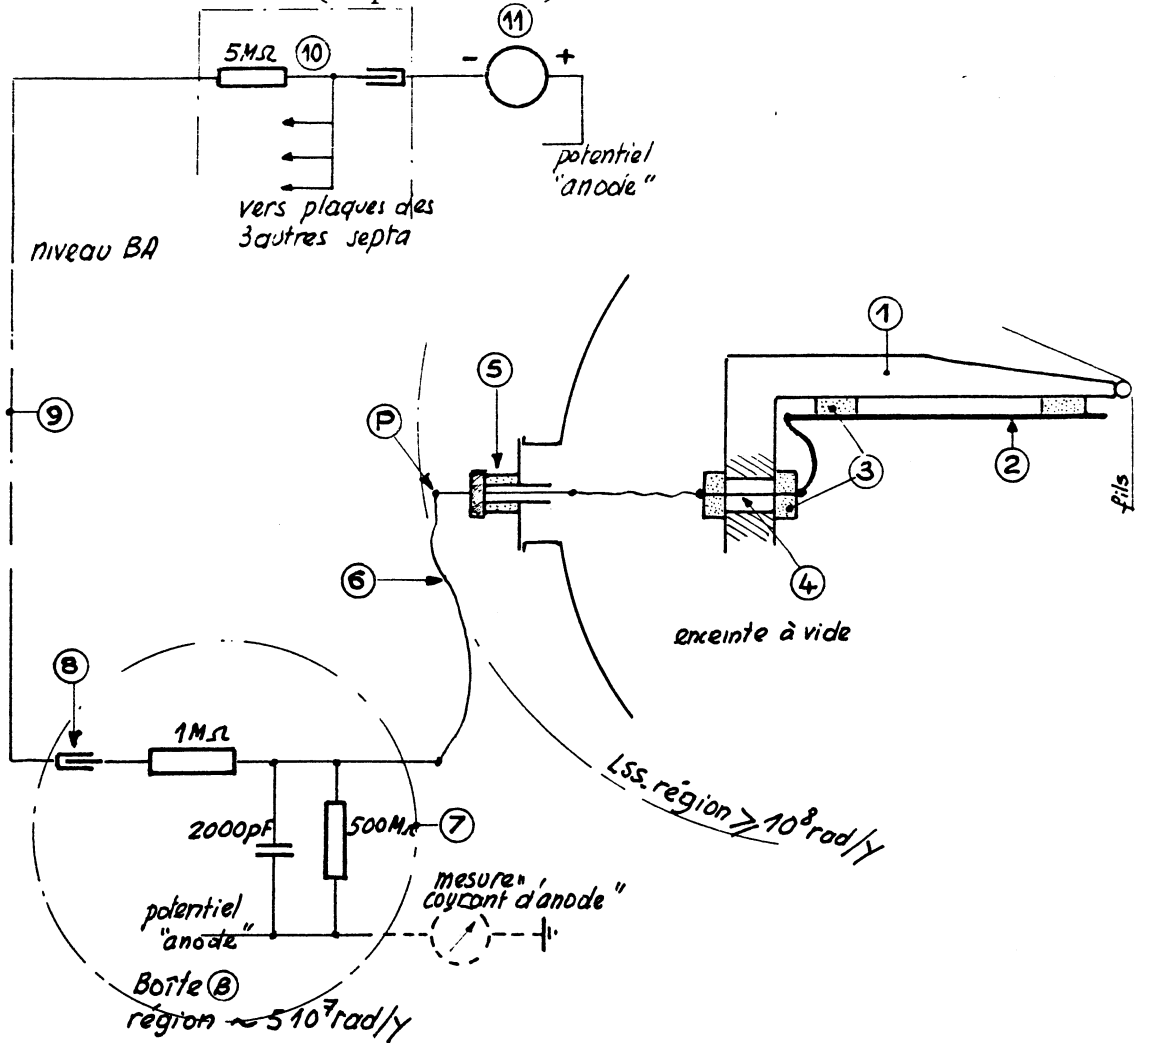 11
5MΩ
10
-
+
potentiel
"anode"
vers plaques des
3 autres septa
niveau BA
1
5
9
P
3
2
fils
6
4
enceinte à vide
8
1MΩ
LSS. région ⩾ 10⁸ rad/y
2000pF
500MΩ
7
mesure"
courant d'anode"
potentiel
"anode"
Boîte B
région ~ 5 10⁷ rad/y